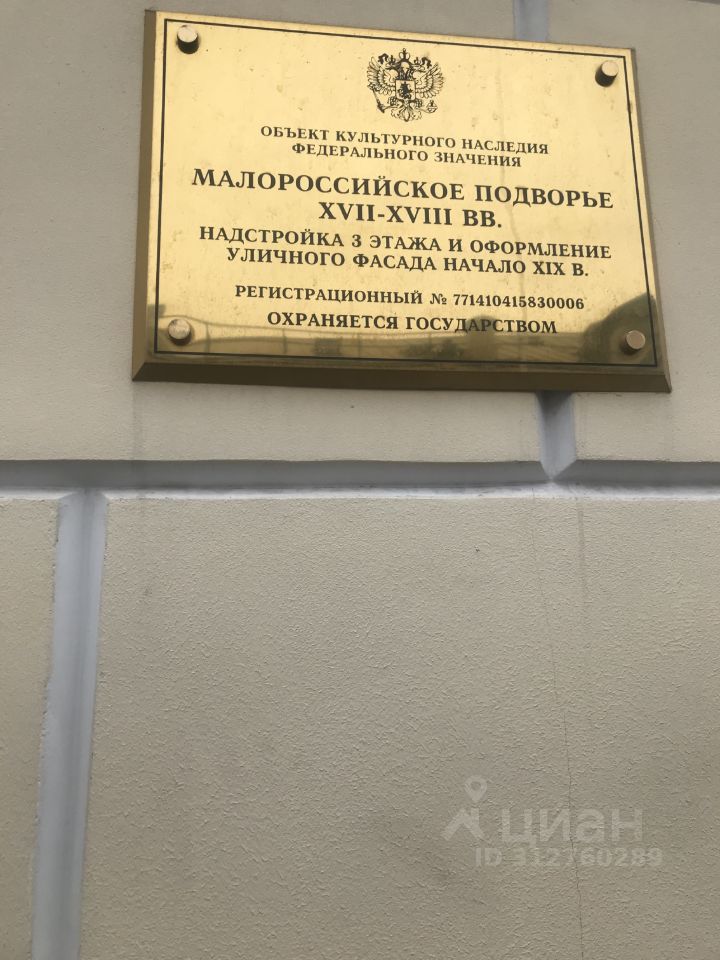 ОБЪЕКТ КУЛЬТУРНОГО НАСЛЕДИЯ
ФЕДЕРАЛЬНОГО ЗНАЧЕНИЯ
МАЛОРОССИЙСКОЕ ПОДВОРЬЕ
XVII-XVIII ВВ.
НАДСТРОЙКА 3 ЭТАЖА И ОФОРМЛЕНИЕ
УЛИЧНОГО ФАСАДА НАЧАЛО XIX В.
РЕГИСТРАЦИОННЫЙ № 771410415830006
ОХРАНЯЕТСЯ ГОСУДАРСТВОМ
циан
ID 312760289